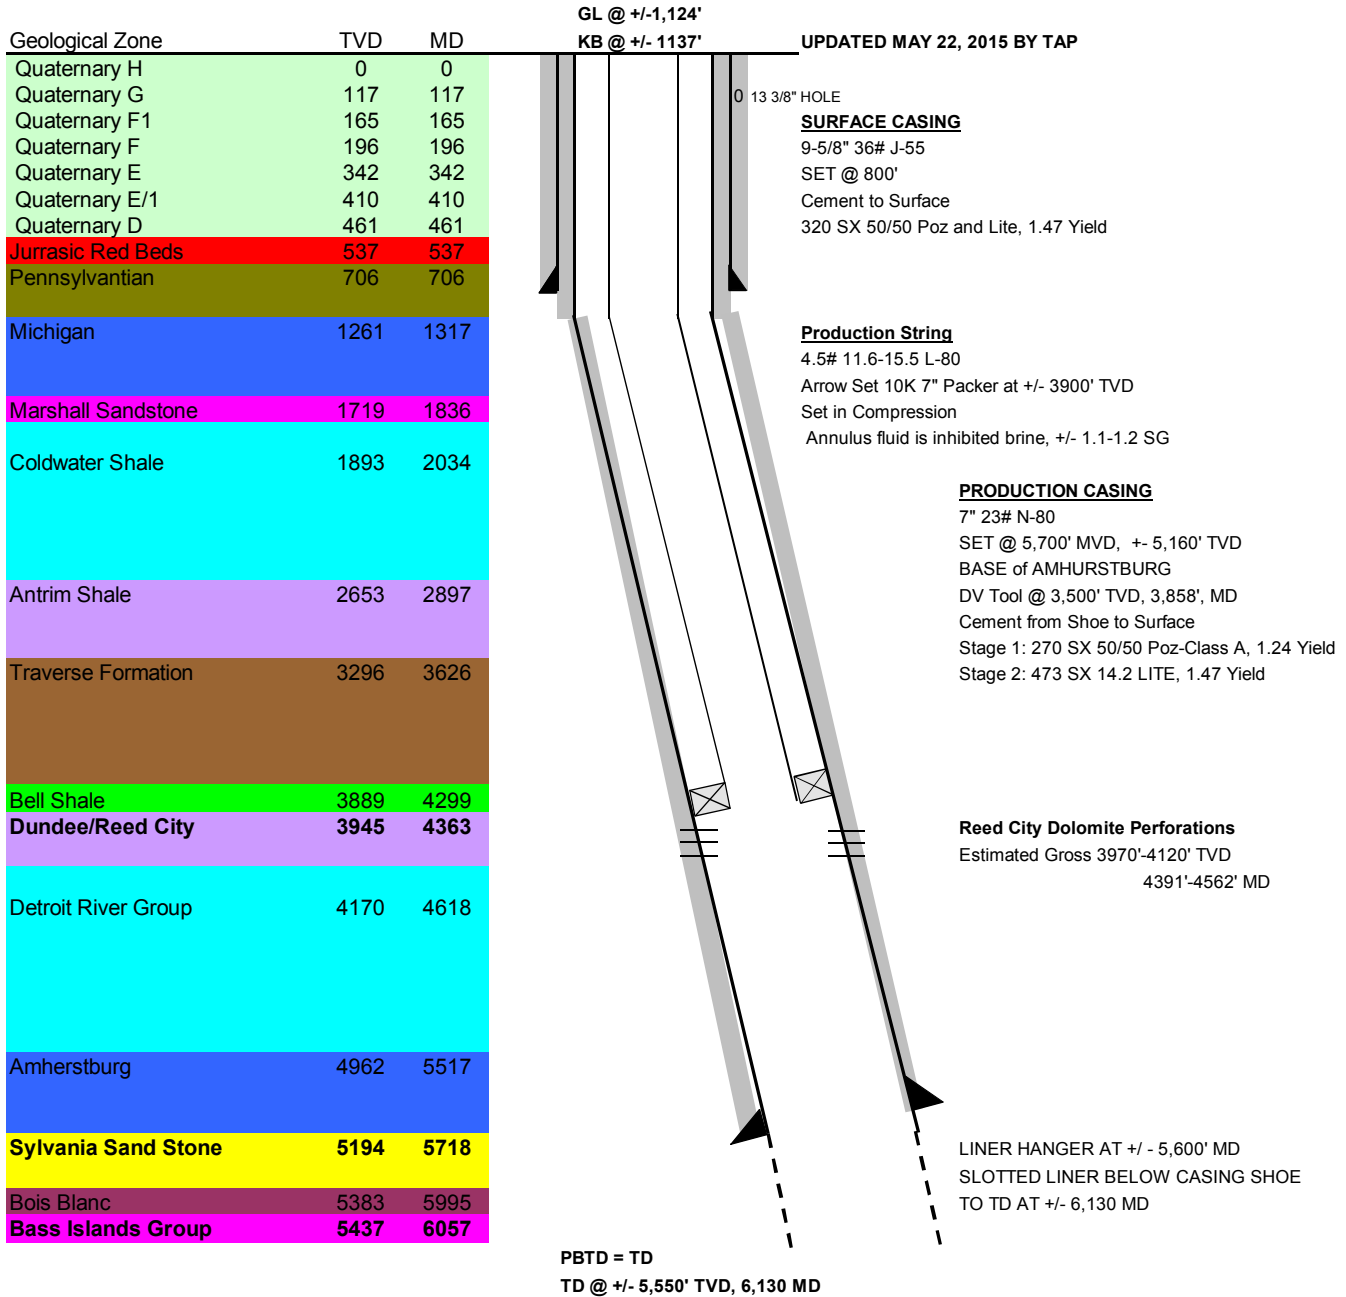 GL @ +/-1,124'
Geological Zone TVD MD KB @ +/- 1137' UPDATED MAY 22, 2015 BY TAP
Quaternary H 0 0
Quaternary G 117 117
0 13 3/8" HOLE
Quaternary F1 165 165
SURFACE CASING
Quaternary F 196 196
9-5/8" 36# J-55
Quaternary E 342 342
SET @ 800'
Quaternary E/1 410 410
Cement to Surface
Quaternary D 461 461
320 SX 50/50 Poz and Lite, 1.47 Yield
Jurrasic Red Beds 537 537
Pennsylvantian 706 706
Michigan 1261 1317
Production String
4.5# 11.6-15.5 L-80
Arrow Set 10K 7" Packer at +/- 3900' TVD
Marshall Sandstone 1719 1836
Set in Compression
Annulus fluid is inhibited brine, +/- 1.1-1.2 SG
Coldwater Shale 1893 2034
PRODUCTION CASING
7" 23# N-80
SET @ 5,700' MVD, +- 5,160' TVD
BASE of AMHURSTBURG
Antrim Shale 2653 2897
DV Tool @ 3,500' TVD, 3,858', MD
Cement from Shoe to Surface
Stage 1: 270 SX 50/50 Poz-Class A, 1.24 Yield
Traverse Formation 3296 3626
Stage 2: 473 SX 14.2 LITE, 1.47 Yield
Bell Shale 3889 4299
Dundee/Reed City 3945 4363
Reed City Dolomite Perforations
Estimated Gross 3970'-4120' TVD
4391'-4562' MD
Detroit River Group 4170 4618
Amherstburg 4962 5517
Sylvania Sand Stone 5194 5718
LINER HANGER AT +/ - 5,600' MD
SLOTTED LINER BELOW CASING SHOE
Bois Blanc 5383 5995
TO TD AT +/- 6,130 MD
Bass Islands Group 5437 6057
PBTD = TD
TD @ +/- 5,550' TVD, 6,130 MD